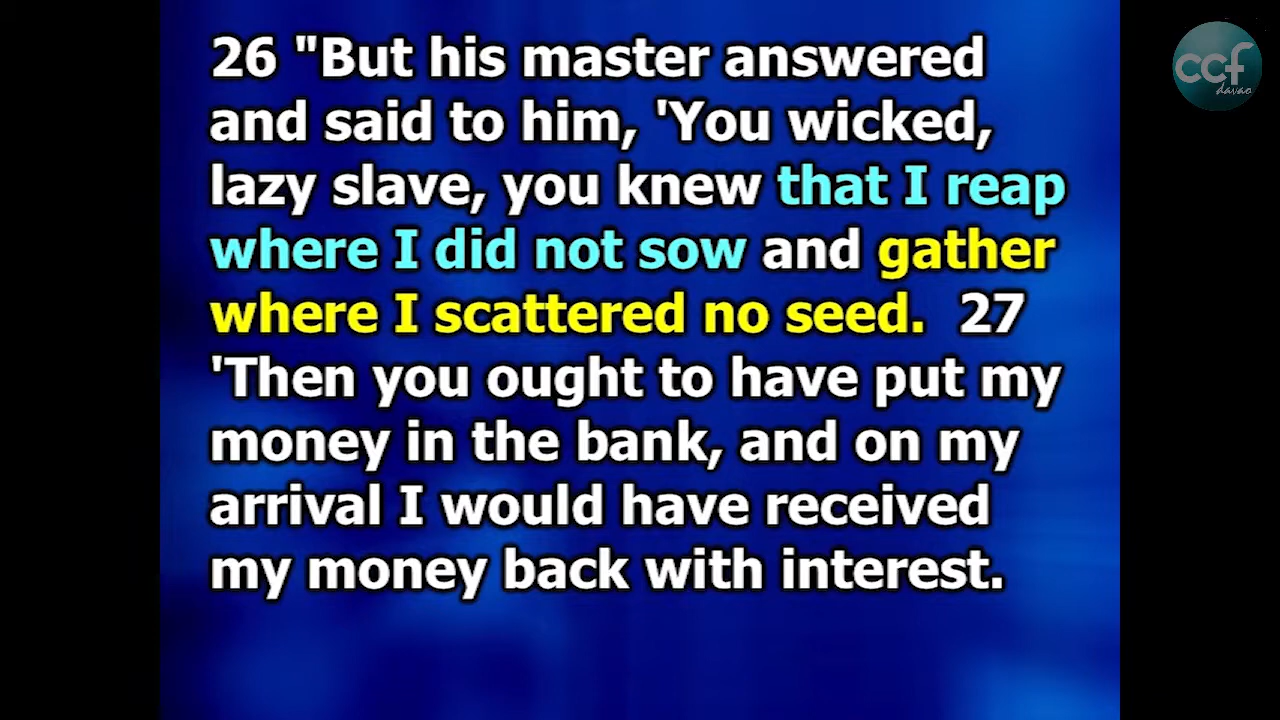 26 "But his master answered
and said to him, 'You wicked,
lazy slave, you knew that I reap
where I did not sow and gather
where I scattered no seed.  27
'Then you ought to have put my
money in the bank, and on my
arrival I would have received
my money back with interest.
ccf
davao